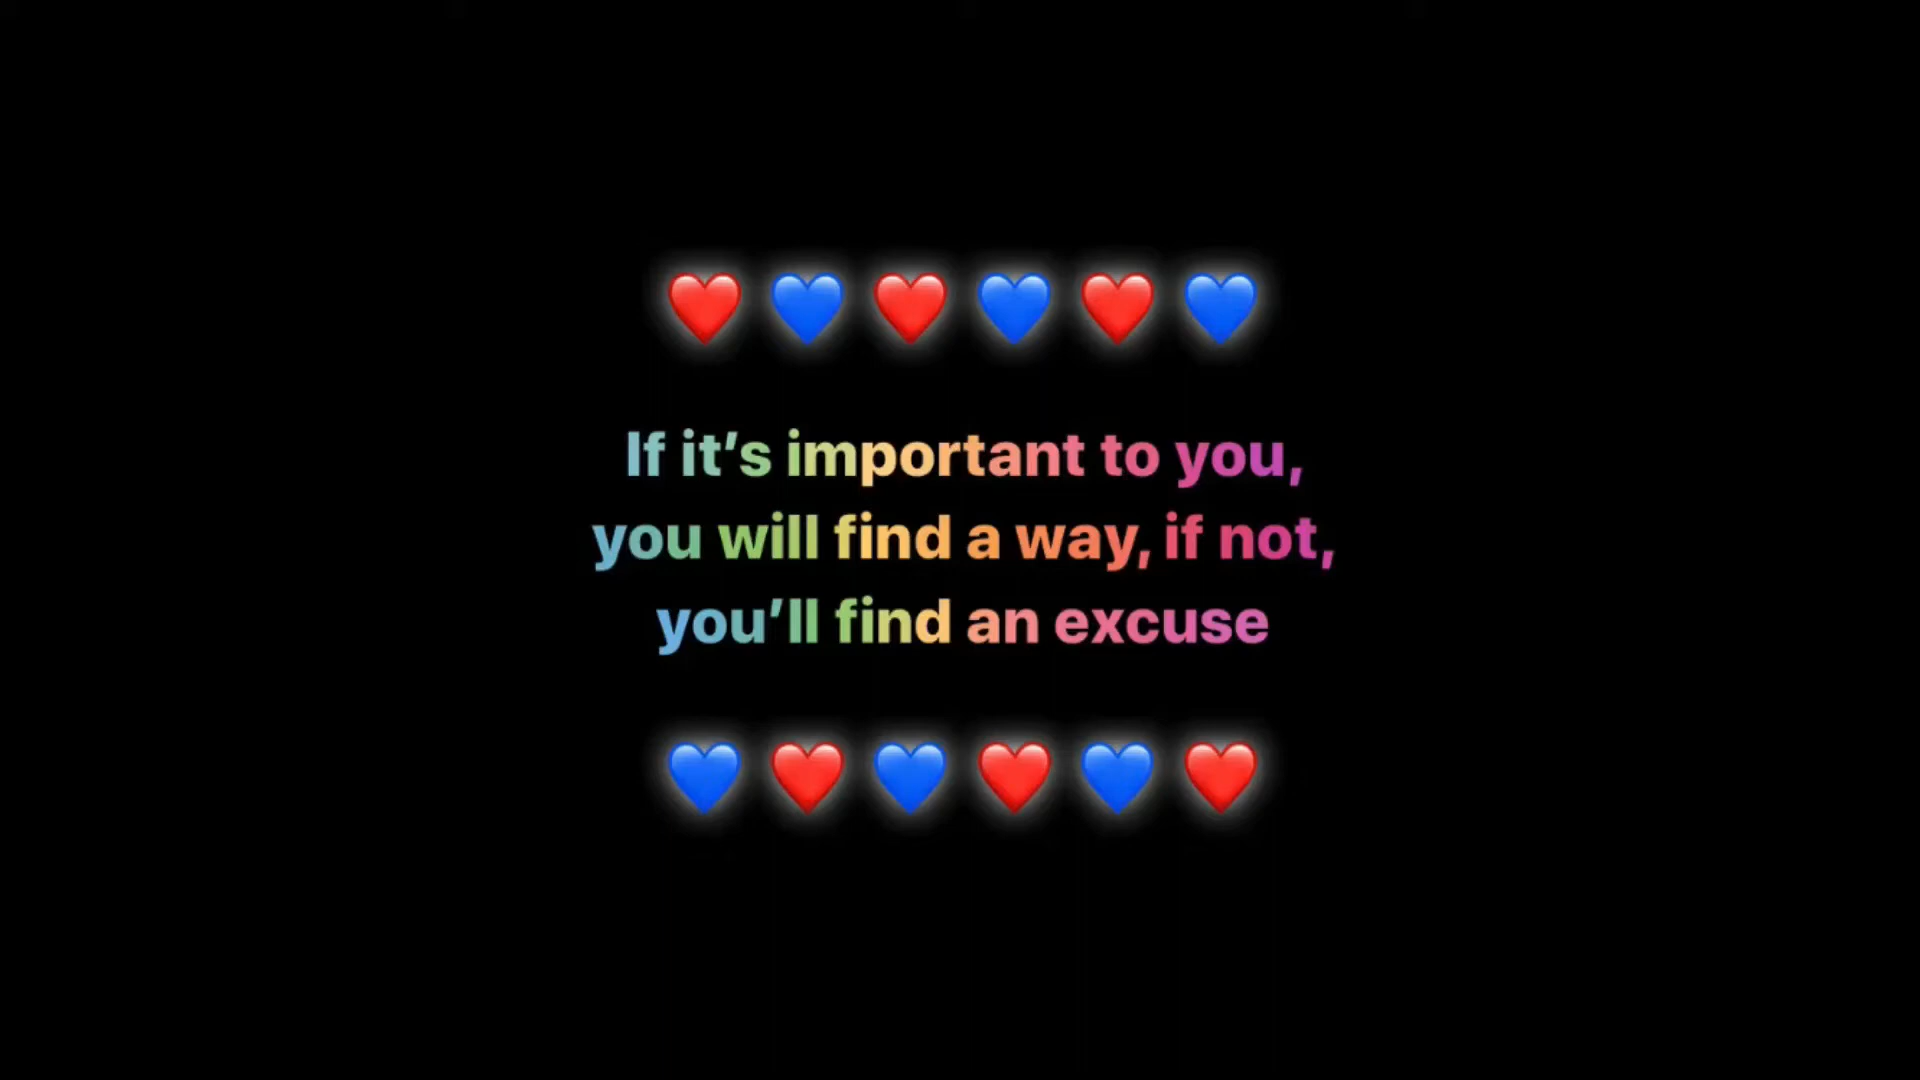 If it’s important to you,
you will find a way, if not,
you’ll find an excuse